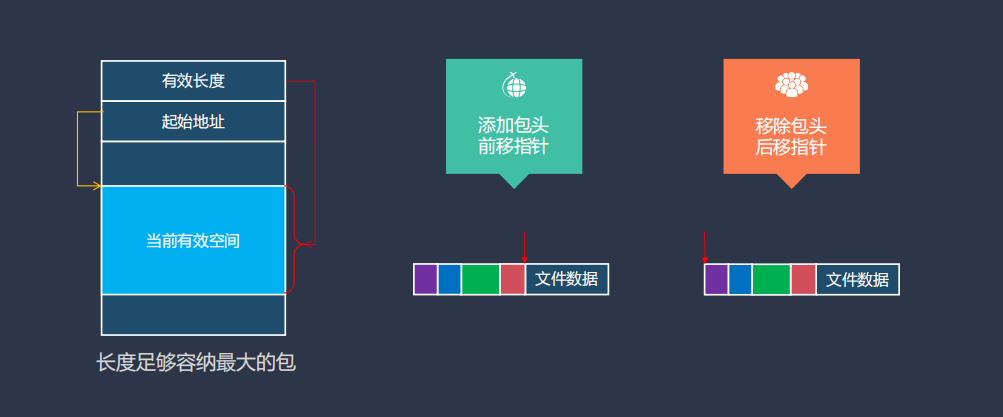 有效长度
起始地址
当前有效空间
长度足够容纳最大的包
添加包头
前移指针
文件数据
移除包头
后移指针
文件数据